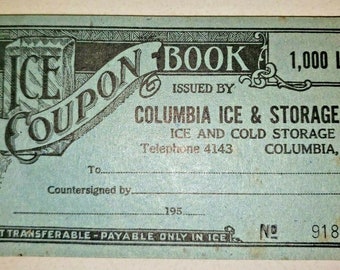 ICE COUPON BOOK
1,000 L
ISSUED BY
COLUMBIA ICE & STORAGE
ICE AND COLD STORAGE
Telephone 4143 COLUMBIA,
To
Countersigned by
195
No 918
T TRANSFERABLE - PAYABLE ONLY IN ICE